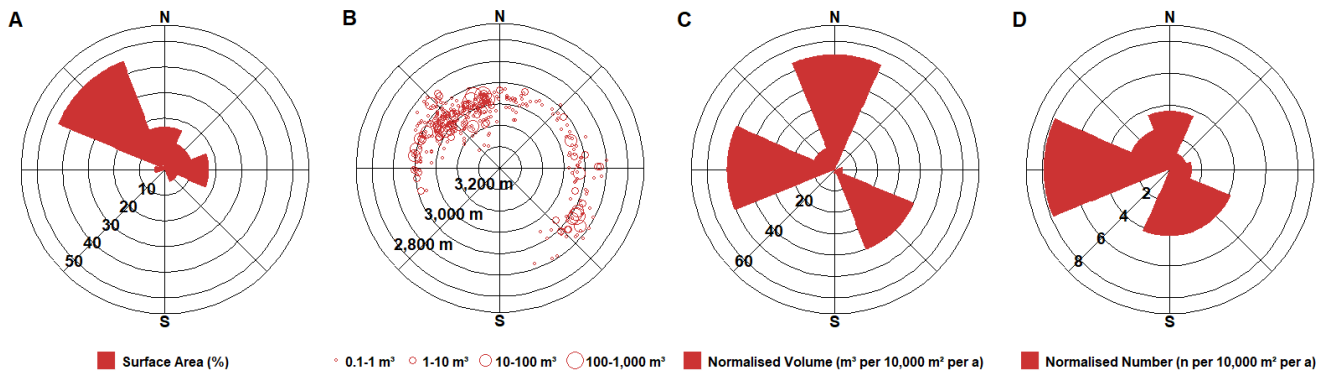 A
N
10
20
30
40
50
S
Surface Area (%)
B
N
3,200 m
3,000 m
2,800 m
S
0.1-1 m³ 1-10 m³ 10-100 m³ 100-1,000 m³
C
N
20
40
60
S
Normalised Volume (m³ per 10,000 m² per a)
D
N
2
4
6
8
S
Normalised Number (n per 10,000 m² per a)